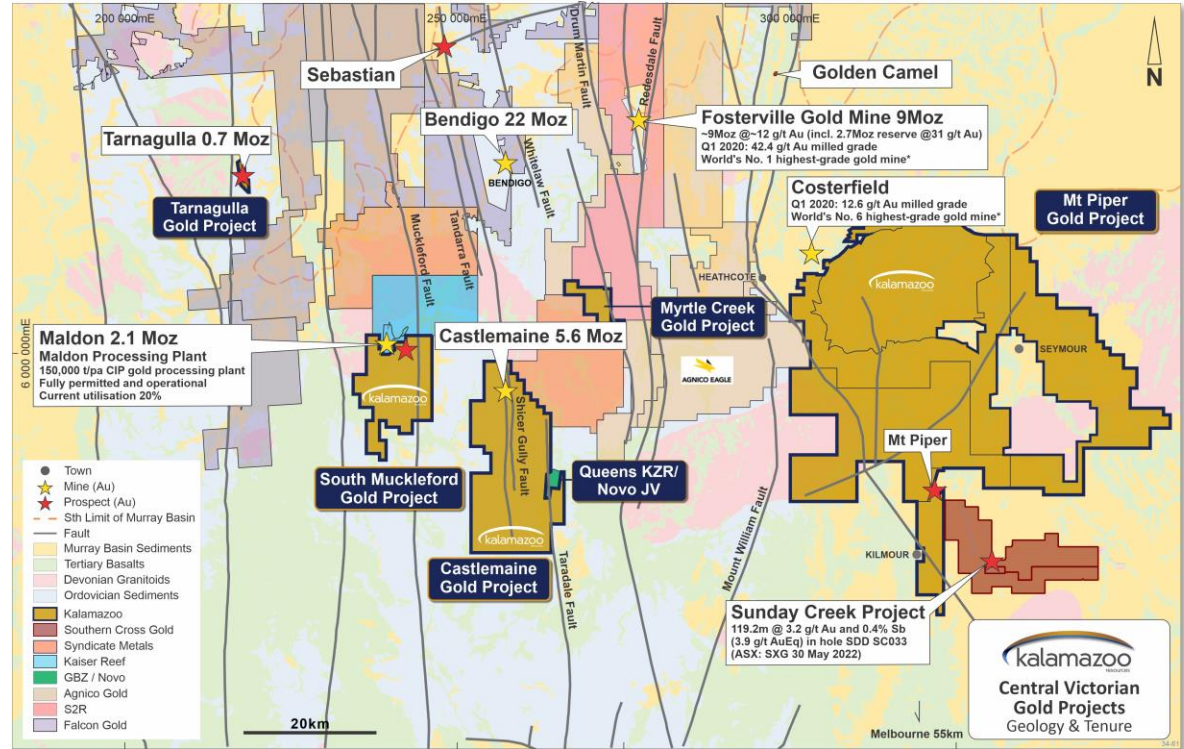 200 000mE
250 000mE
300 000mE
6 000 000mE
N
Drum Martin Fault
Redesdale Fault
Sebastian
Golden Camel
Tarnagulla 0.7 Moz
Tarnagulla
Gold Project
Bendigo 22 Moz
BENDIGO
Whitelaw Fault
Fosterville Gold Mine 9Moz
~9Moz @~12 g/t Au (incl. 2.7Moz reserve @31 g/t Au)
Q1 2020: 42.4 g/t Au milled grade
World's No. 1 highest-grade gold mine*
Costerfield
Q1 2020: 12.6 g/t Au milled grade
World's No. 6 highest-grade gold mine*
Mt Piper
Gold Project
Muckleford Fault
Tandarra Fault
HEATHCOTE
kalamazoo
Myrtle Creek
Gold Project
SEYMOUR
Maldon 2.1 Moz
Maldon Processing Plant
150,000 t/pa CIP gold processing plant
Fully permitted and operational
Current utilisation 20%
Castlemaine 5.6 Moz
AGNICO EAGLE
kalamazoo
Shicer Gully Fault
South Muckleford
Gold Project
Queens KZR/
Novo JV
Mt Piper
kalamazoo
Castlemaine
Gold Project
Taradale Fault
Mount William Fault
KILMOUR
Sunday Creek Project
119.2m @ 3.2 g/t Au and 0.4% Sb
(3.9 g/t AuEq) in hole SDD SC033
(ASX: SXG 30 May 2022)
Town
Mine (Au)
Prospect (Au)
Sth Limit of Murray Basin
Fault
Murray Basin Sediments
Tertiary Basalts
Devonian Granitoids
Ordovician Sediments
Kalamazoo
Southern Cross Gold
Syndicate Metals
Kaiser Reef
GBZ / Novo
Agnico Gold
S2R
Falcon Gold
20km
Melbourne 55km
kalamazoo
resources
Central Victorian
Gold Projects
Geology & Tenure
34-61